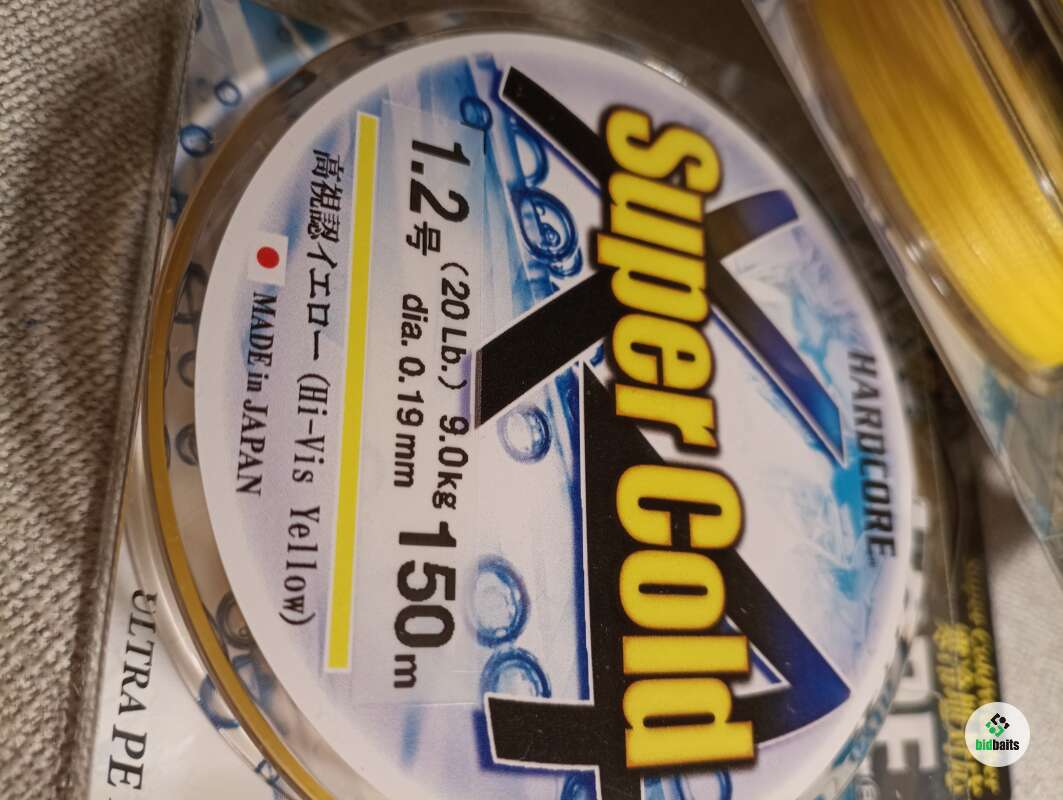 HARDCORE
X4
Super Cold
1.2号 (20Lb.) 9.0kg 150m
dia. 0.19mm
高視認イエロー (Hi-Vis Yellow)
MADE in JAPAN
ULTRA PE
bidbaits